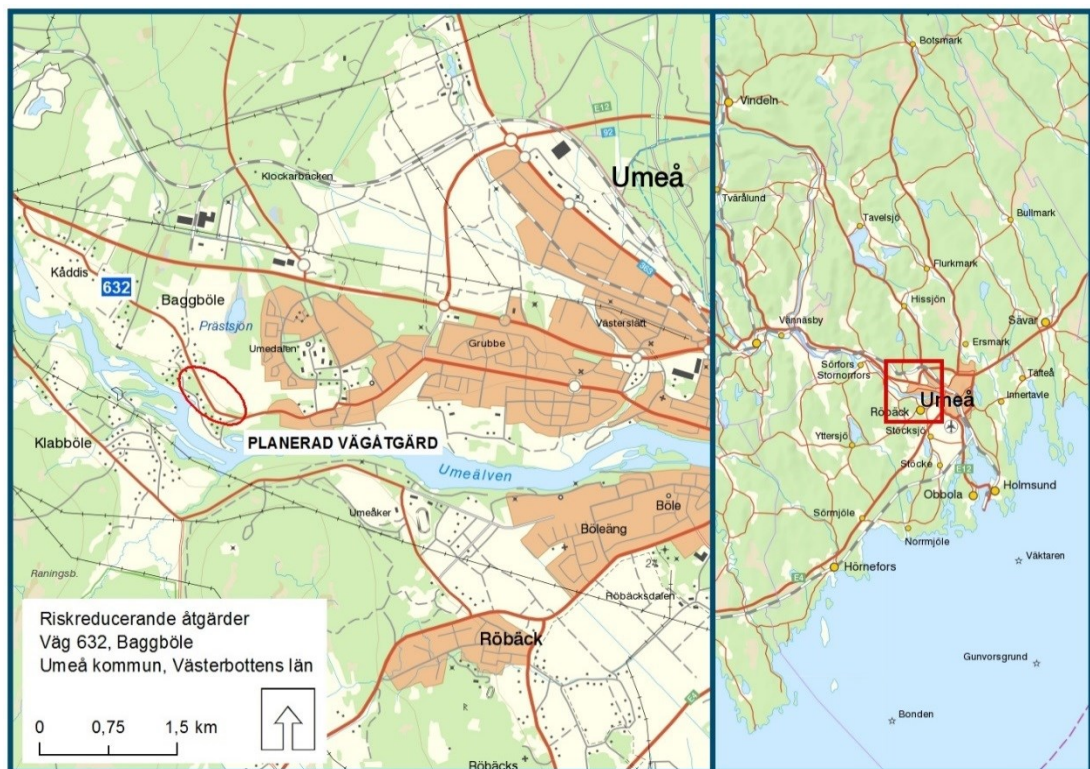 Klockarbäcken
E12
92
Umeå
363
Kåddis
632
Baggböle
Prästsjön
Umedalen
Grubbe
Västerslätt
Klabböle
PLANERAD VÄGÅTGÄRD
Umeälven
Umeåker
Böle
Böleäng
Raningsb.
Röbäcksdalen
Röbäck
E4
Röbäcks
Riskreducerande åtgärder
Väg 632, Baggböle
Umeå kommun, Västerbottens län
0 0,75 1,5 km
Botsmark
Vindeln
Tvärålund
Tavelsjö
Bullmark
Flurkmark
Hissjön
Sävar
Vännäsby
Ersmark
Sörfors
Stornorrfors
Täfteå
Umeå
Innertavle
Röbäck
Stöcksjö
Yttersjö
Stöcke
E12
Holmsund
Obbola
Sörmjöle
Norrmjöle
Väktaren
Hörnefors
E4
Gunvorsgrund
Bonden